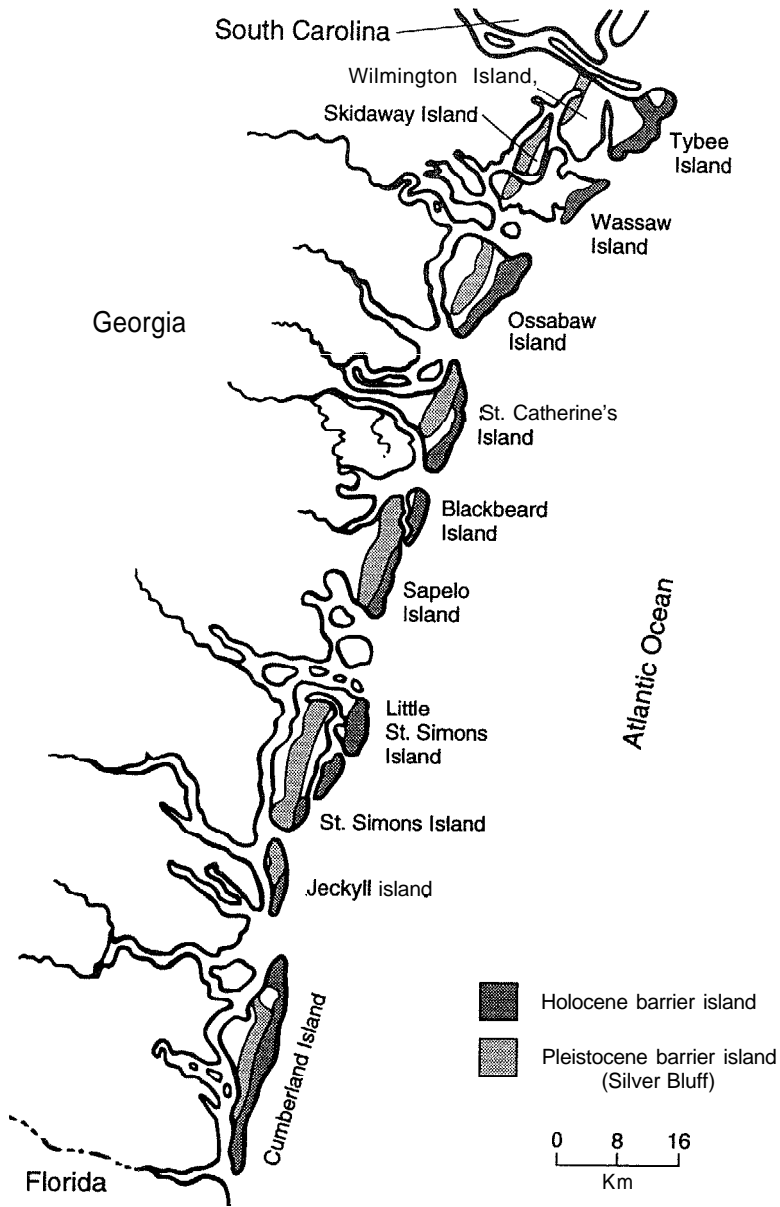 South Carolina
Wilmington Island,
Skidaway Island
Tybee
Island
Wassaw
Island
Georgia
Ossabaw
Island
St. Catherine's
Island
Blackbeard
Island
Sapelo
Island
Atlantic Ocean
Little
St. Simons
Island
St. Simons Island
Jeckyll island
Cumberland Island
Holocene barrier island
Pleistocene barrier island
(Silver Bluff)
0 8 16
Km
Florida